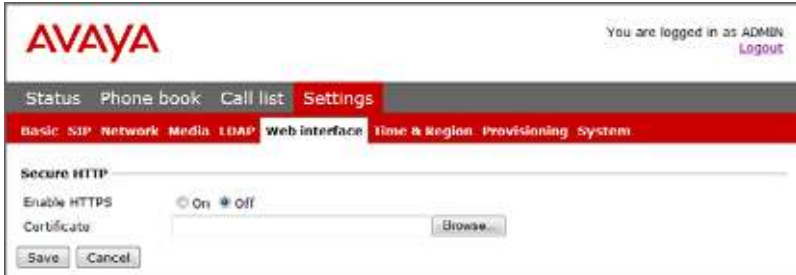 AVAYA
You are logged in as ADMIN
Logout
Status Phone book Call list Settings
Basic SIP Network Media LDAP Web interface Time & Region Provisioning System
Secure HTTP
Enable HTTPS On Off
Certificate Browse...
Save Cancel